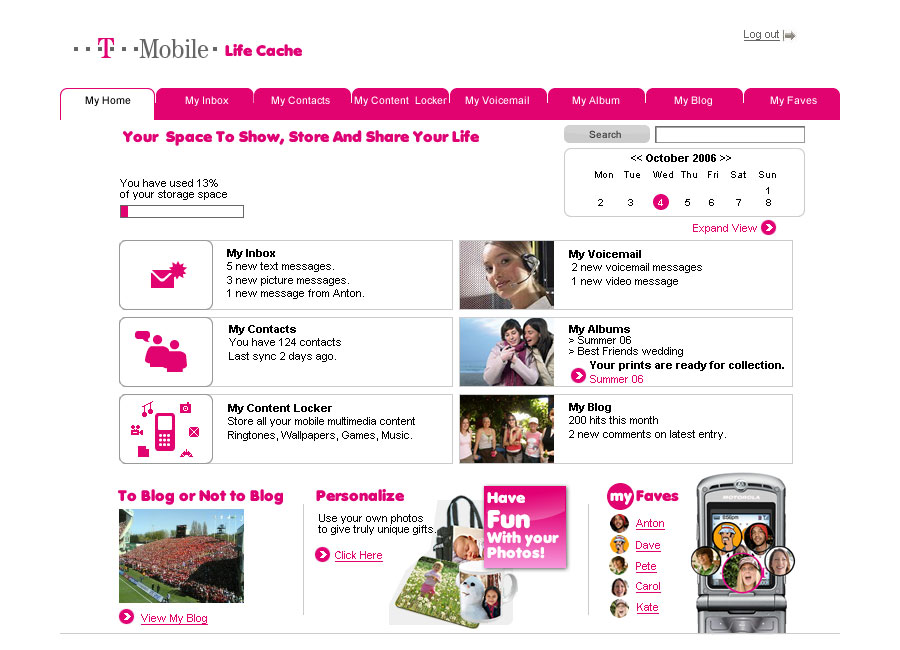 Log out
T Mobile Life Cache
My Home My Inbox My Contacts My Content Locker My Voicemail My Album My Blog My Faves
Your Space To Show, Store And Share Your Life
Search
<< October 2006 >>
Mon Tue Wed Thu Fri Sat Sun
1
2 3 4 5 6 7 8
Expand View
You have used 13%
of your storage space
My Inbox
5 new text messages.
3 new picture messages.
1 new message from Anton.
My Voicemail
2 new voicemail messages
1 new video message
My Contacts
You have 124 contacts
Last sync 2 days ago.
My Albums
> Summer 06
> Best Friends wedding
Your prints are ready for collection.
Summer 06
My Content Locker
Store all your mobile multimedia content
Ringtones, Wallpapers, Games, Music.
My Blog
200 hits this month
2 new comments on latest entry.
To Blog or Not to Blog
View My Blog
Personalize
Use your own photos
to give truly unique gifts.
Click Here
Have
Fun
With your
Photos!
my Faves
Anton
Dave
Pete
Carol
Kate
MOTOROLA